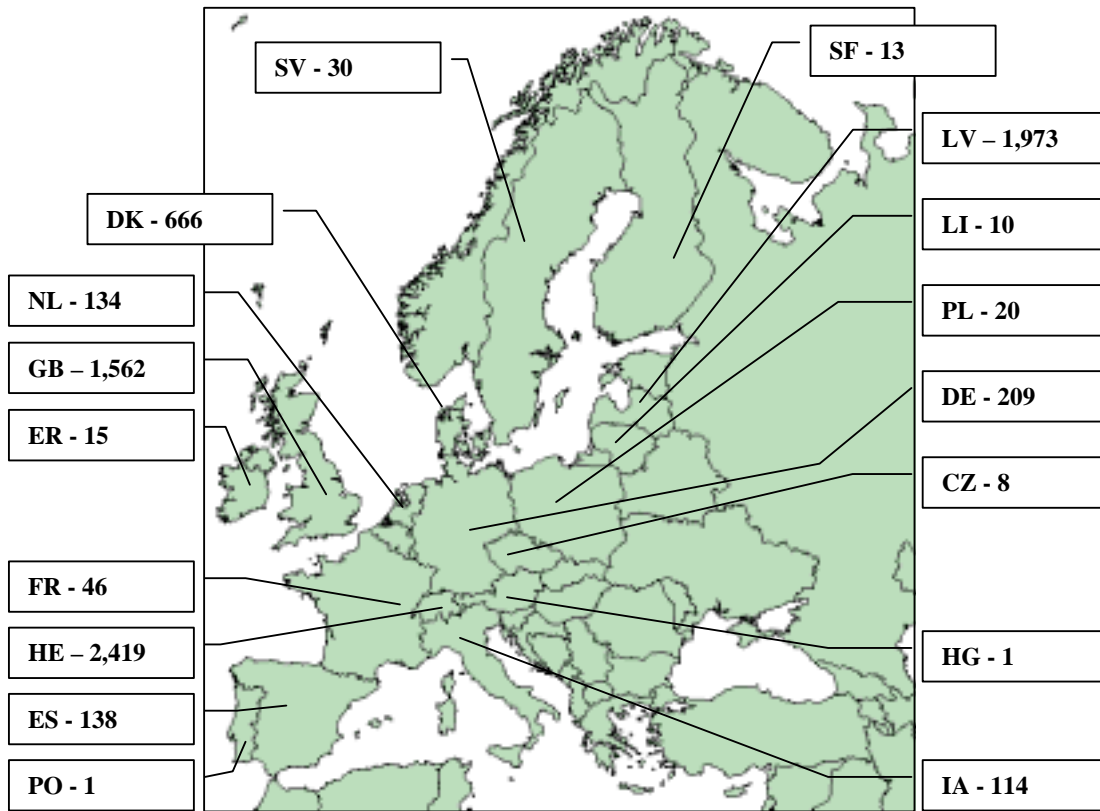 SV - 30
SF - 13
LV – 1,973
DK - 666
LI - 10
NL - 134
PL - 20
GB – 1,562
DE - 209
ER - 15
CZ - 8
FR - 46
HE – 2,419
HG - 1
ES - 138
PO - 1
IA - 114